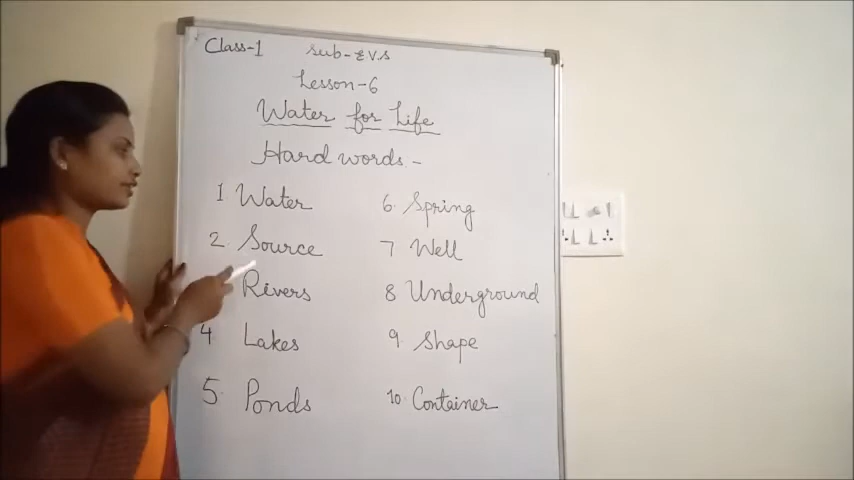 Class-1 Sub-E.V.S
Lesson-6
Water for Life
Hard words-
1 Water 6. Spring
2. Source 7 Well
Rivers 8 Underground
4 Lakes 9. Shape
5. Ponds 10. Container